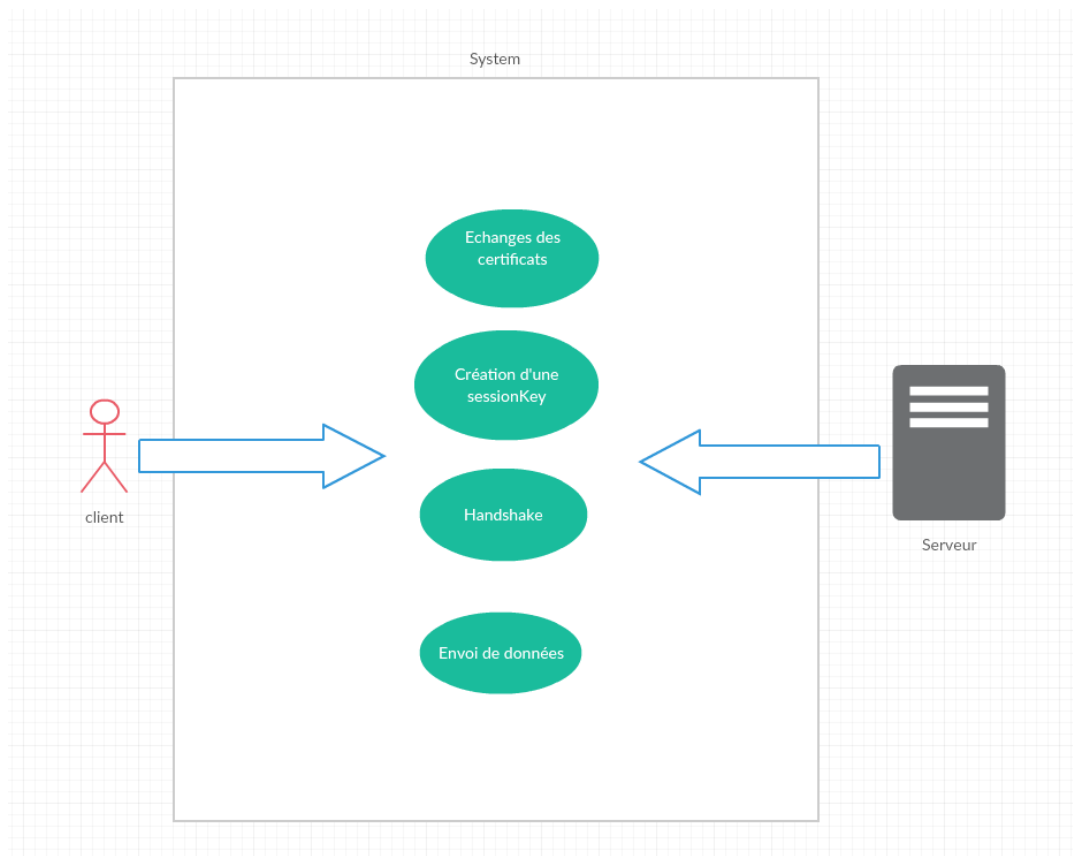 System
Echanges des
certificats
Création d'une
sessionKey
Handshake
Envoi de données
client
Serveur